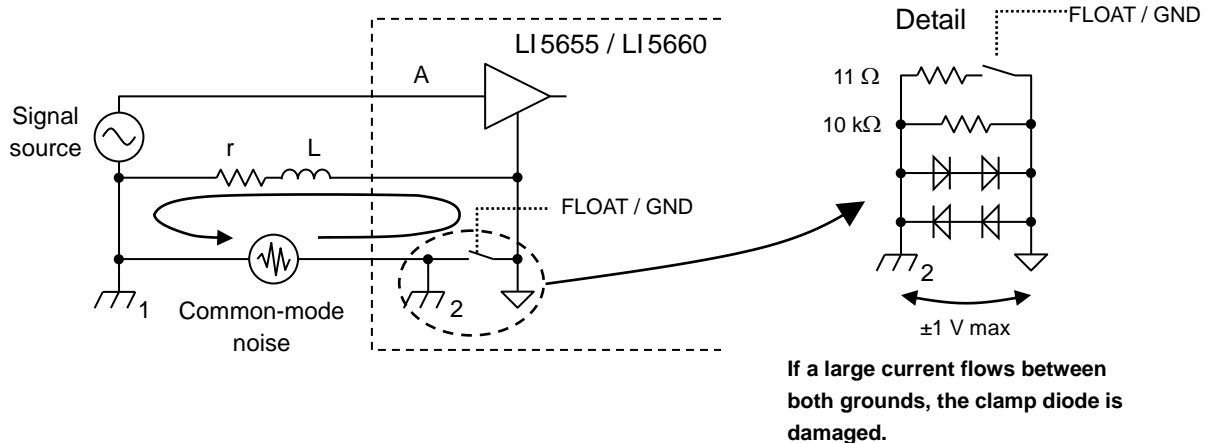 LI5655 / LI5660
A
Signal
source
r
L
FLOAT / GND
1
Common-mode
noise
2
Detail
FLOAT / GND
11 Ω
10 kΩ
2
±1 V max
If a large current flows between
both grounds, the clamp diode is
damaged.